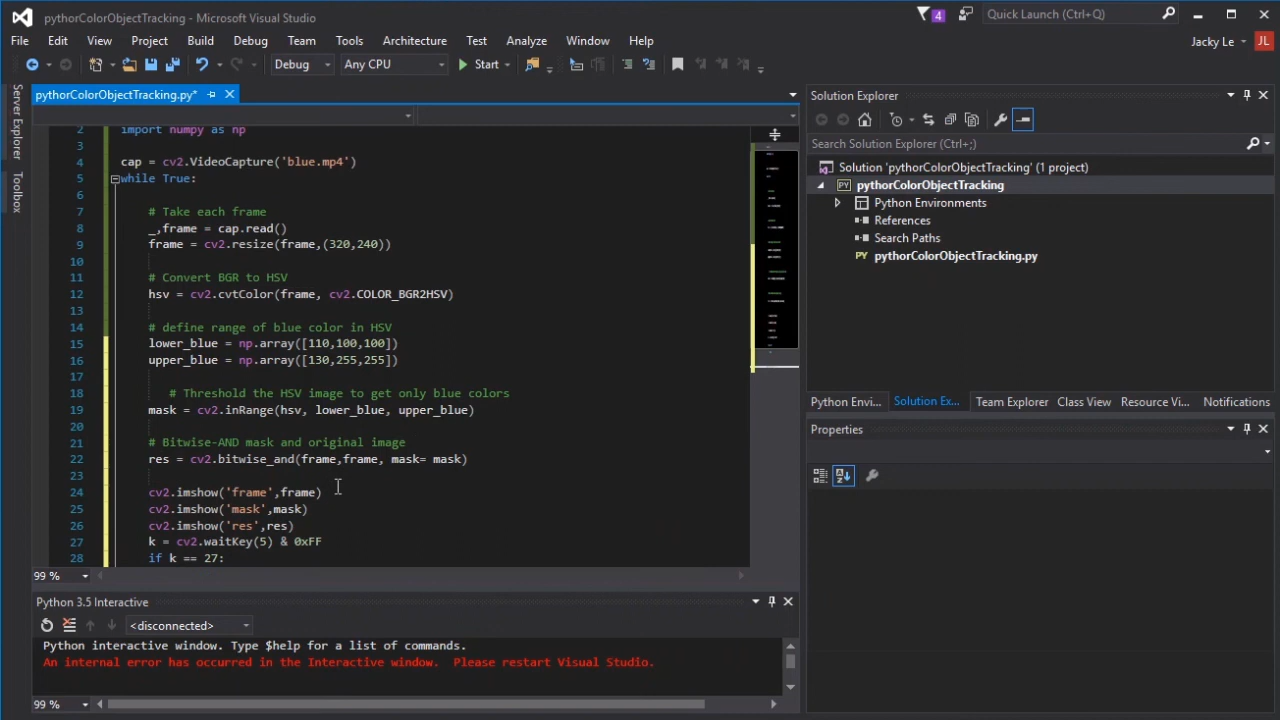 pythorColorObjectTracking - Microsoft Visual Studio
4
Quick Launch (Ctrl+Q)
File Edit View Project Build Debug Team Tools Architecture Test Analyze Window Help
Jacky Le
JL
Debug
Any CPU
Start
Server Explorer
Toolbox
pythorColorObjectTracking.py*
2 import numpy as np
3
4 cap = cv2.VideoCapture('blue.mp4')
5 while True:
6
7 # Take each frame
8 _,frame = cap.read()
9 frame = cv2.resize(frame,(320,240))
10
11 # Convert BGR to HSV
12 hsv = cv2.cvtColor(frame, cv2.COLOR_BGR2HSV)
13
14 # define range of blue color in HSV
15 lower_blue = np.array([110,100,100])
16 upper_blue = np.array([130,255,255])
17
18 # Threshold the HSV image to get only blue colors
19 mask = cv2.inRange(hsv, lower_blue, upper_blue)
20
21 # Bitwise-AND mask and original image
22 res = cv2.bitwise_and(frame,frame, mask= mask)
23
24 cv2.imshow('frame',frame)
25 cv2.imshow('mask',mask)
26 cv2.imshow('res',res)
27 k = cv2.waitKey(5) & 0xFF
28 if k == 27:
99 %
Python 3.5 Interactive
<disconnected>
Python interactive window. Type $help for a list of commands.
An internal error has occurred in the Interactive window. Please restart Visual Studio.
99 %
Solution Explorer
Search Solution Explorer (Ctrl+;)
Solution 'pythorColorObjectTracking' (1 project)
PY pythorColorObjectTracking
Python Environments
References
Search Paths
PY pythorColorObjectTracking.py
Python Envi... Solution Ex... Team Explorer Class View Resource Vi... Notifications
Properties